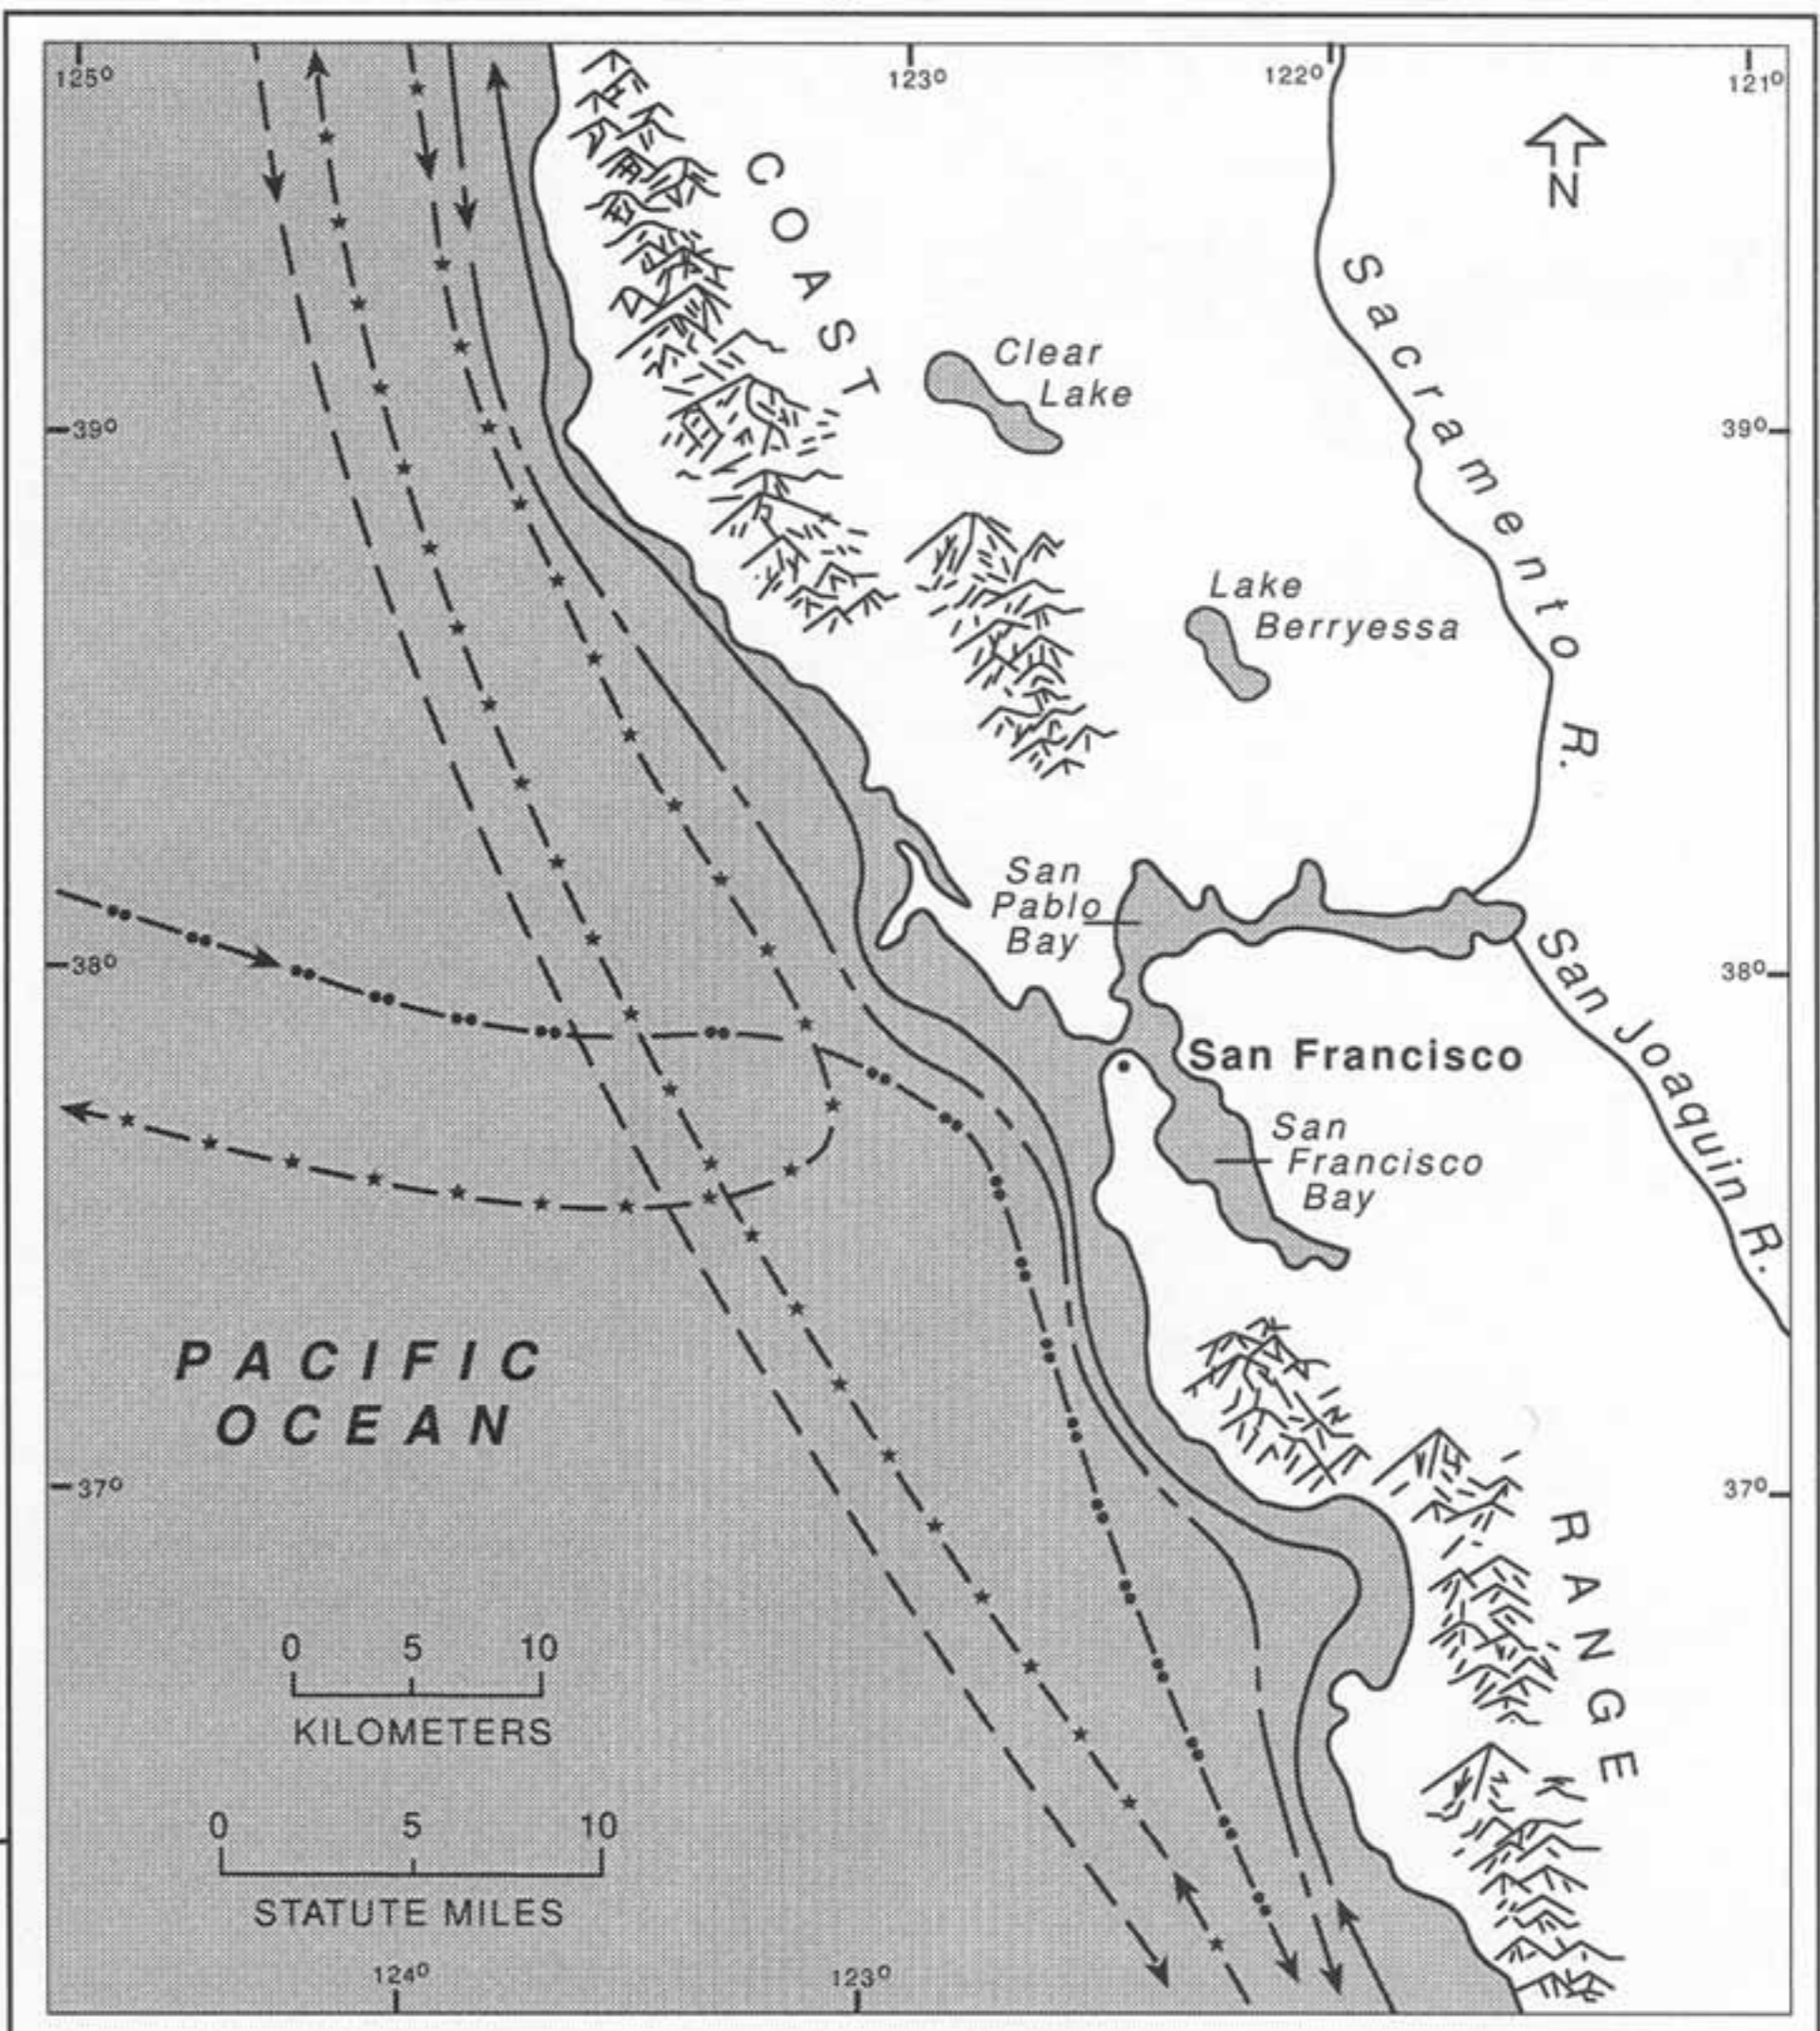 125° 123° 122° 121°
N
COAST
Sacramento R.
Clear
Lake
39° 39°
Lake
Berryessa
San
Pablo
Bay
38° 38°
San Joaquin R.
San Francisco
San
Francisco
Bay
PACIFIC
OCEAN
37° 37°
RANGE
0 5 10
KILOMETERS
0 5 10
STATUTE MILES
124° 123°